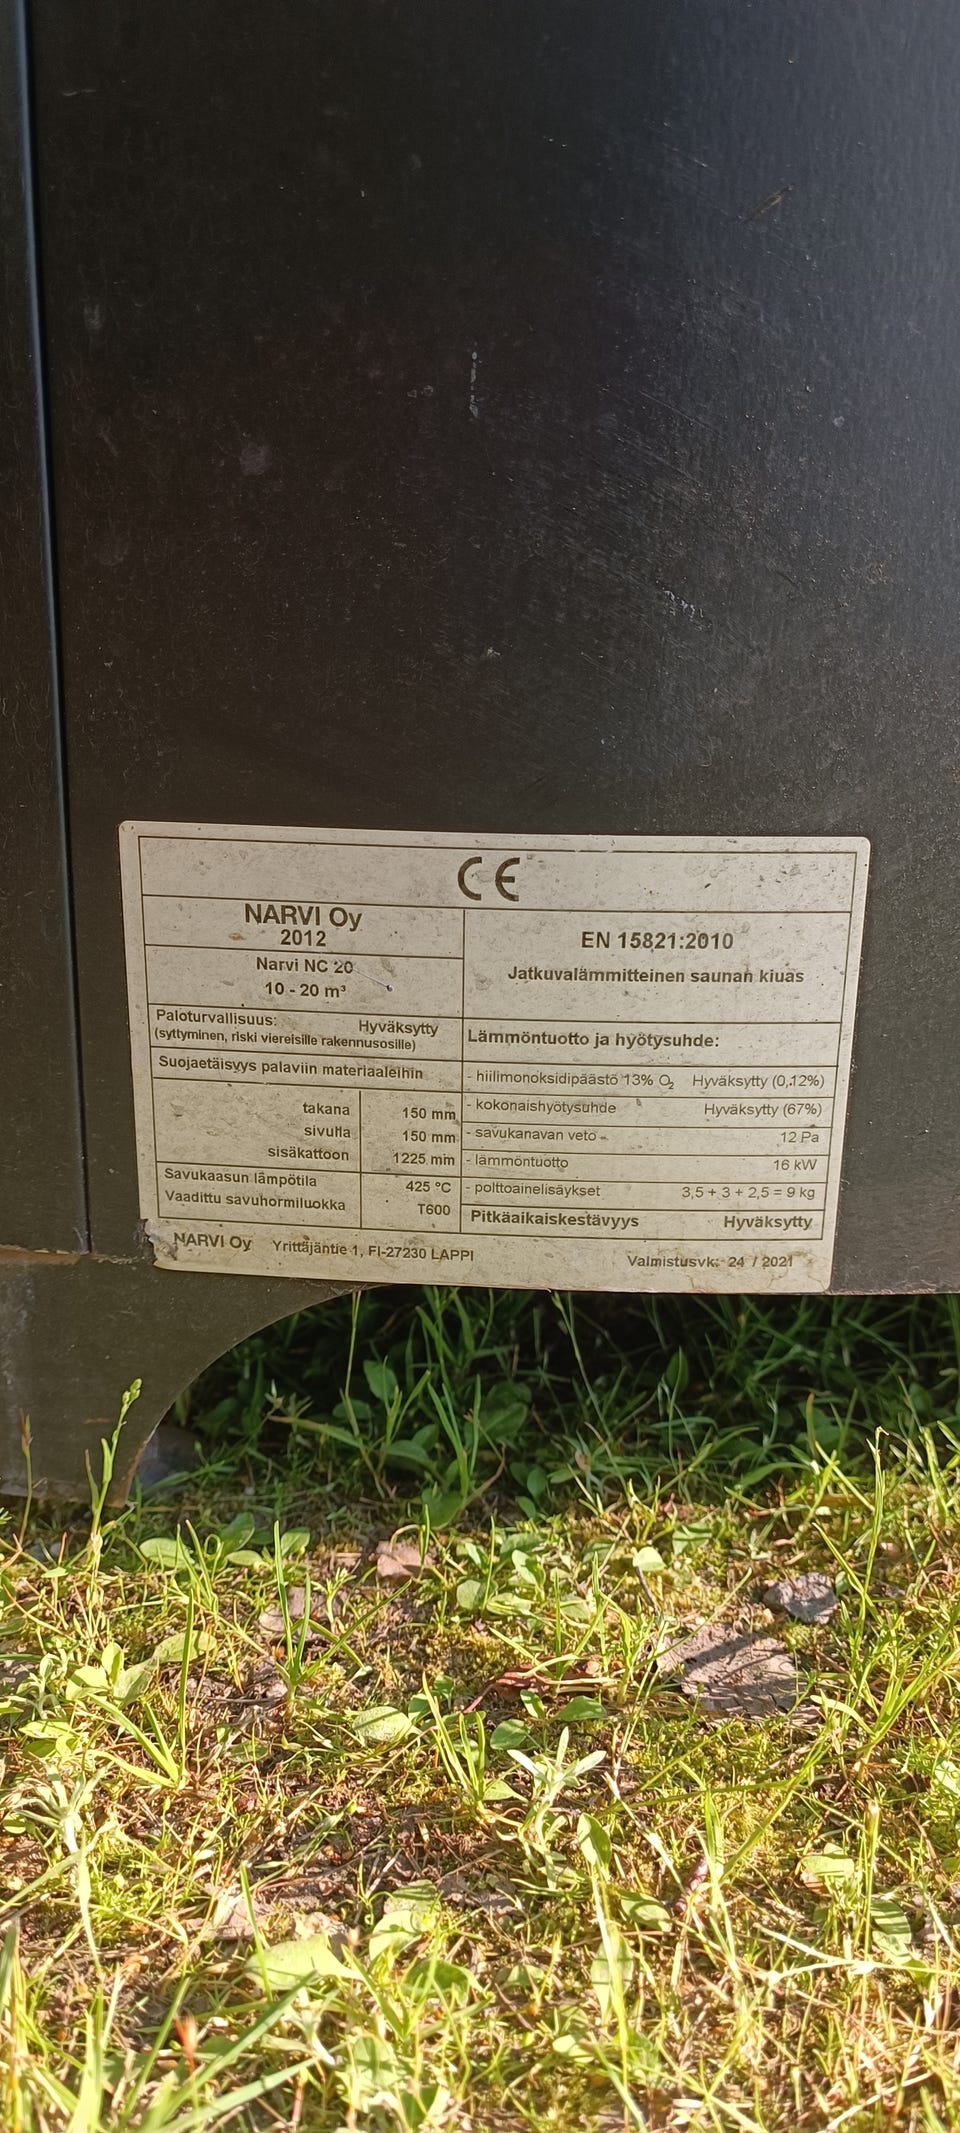 CE
NARVI Oy
2012
Narvi NC 20
10 - 20 m³
Paloturvallisuus: Hyväksytty
(syttyminen, riski viereisille rakennusosille)
Suojaetäisyys palaviin materiaaleihin
takana 150 mm
sivulla 150 mm
sisäkattoon 1225 mm
Savukaasun lämpötila 425 °C
Vaadittu savuhormiluokka T600
EN 15821:2010
Jatkuvalämmitteinen saunan kiuas
Lämmöntuotto ja hyötysuhde:
- hiilimonoksidipäästö 13% O₂ Hyväksytty (0,12%)
- kokonaishyötysuhde Hyväksytty (67%)
- savukanavan veto 12 Pa
- lämmöntuotto 16 kW
- polttoainelisäykset 3,5 + 3 + 2,5 = 9 kg
Pitkäaikaiskestävyys Hyväksytty
NARVI Oy Yrittäjäntie 1, FI-27230 LAPPI Valmistusvk: 24 / 2021